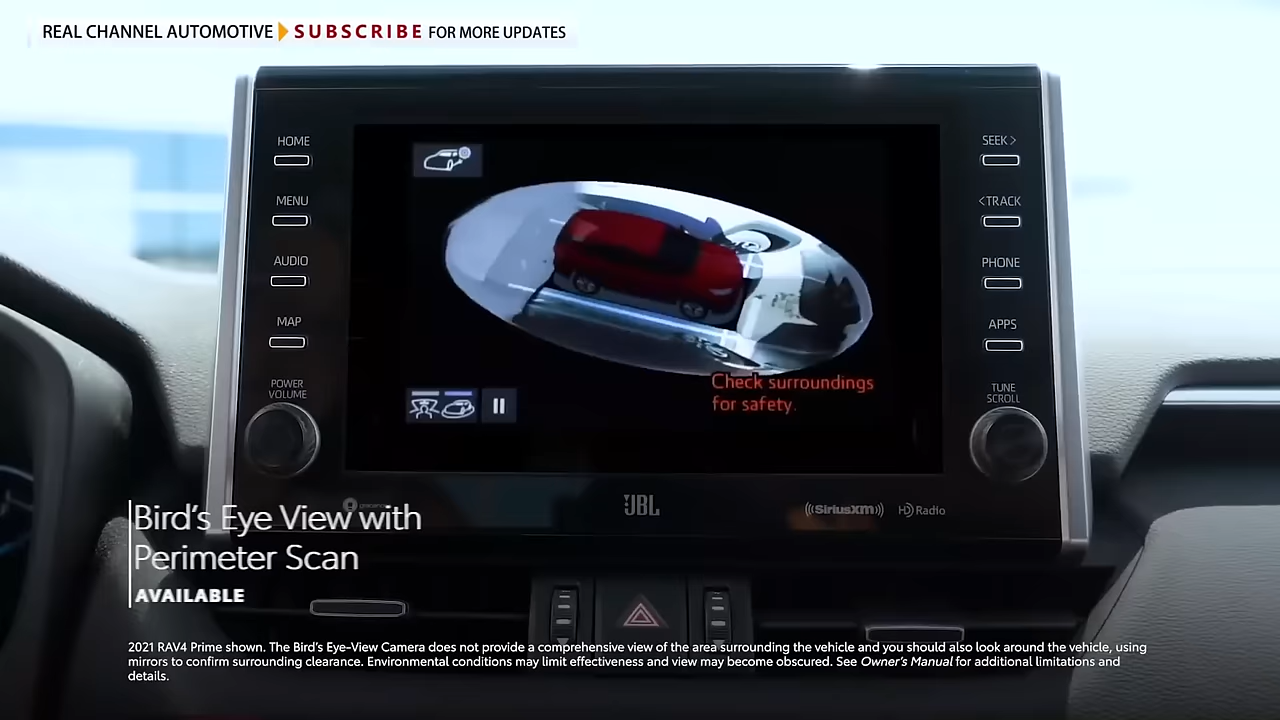 REAL CHANNEL AUTOMOTIVE SUBSCRIBE FOR MORE UPDATES
HOME
SEEK >
MENU
< TRACK
AUDIO
PHONE
MAP
APPS
POWER
VOLUME
TUNE
SCROLL
Check surroundings
for safety.
JBL
((SiriusXM))
HD Radio
Bird's Eye View with
Perimeter Scan
AVAILABLE
2021 RAV4 Prime shown. The Bird's Eye-View Camera does not provide a comprehensive view of the area surrounding the vehicle and you should also look around the vehicle, using
mirrors to confirm surrounding clearance. Environmental conditions may limit effectiveness and view may become obscured. See Owner's Manual for additional limitations and
details.